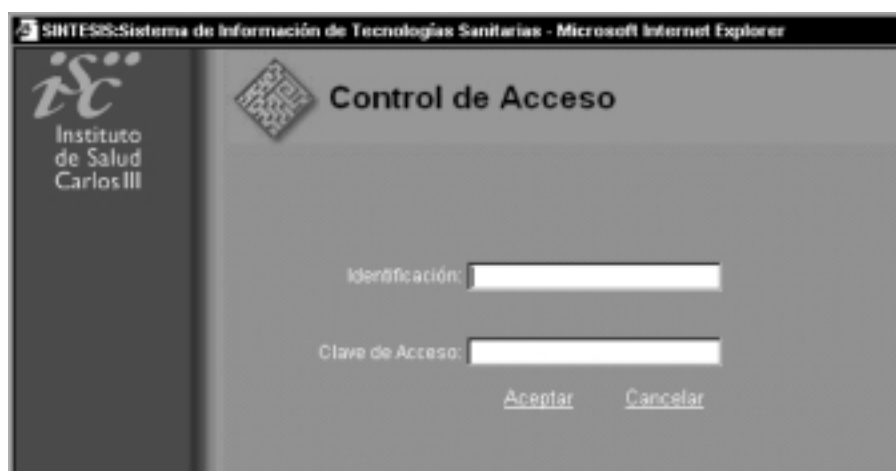 SINTESIS:Sistema de Información de Tecnologías Sanitarias - Microsoft Internet Explorer
isciii
Instituto
de Salud
Carlos III
Control de Acceso
Identificación:
Clave de Acceso:
Aceptar Cancelar